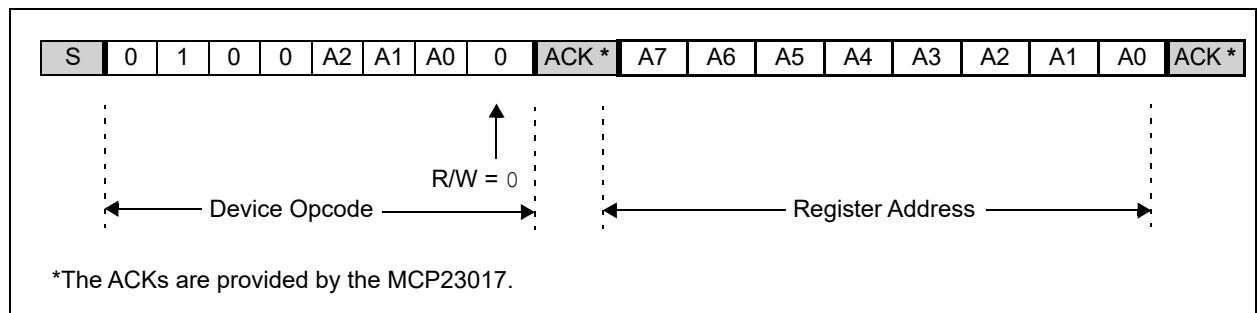 S 0 1 0 0 A2 A1 A0 0 ACK * A7 A6 A5 A4 A3 A2 A1 A0 ACK *
R/W = 0
Device Opcode Register Address
*The ACKs are provided by the MCP23017.